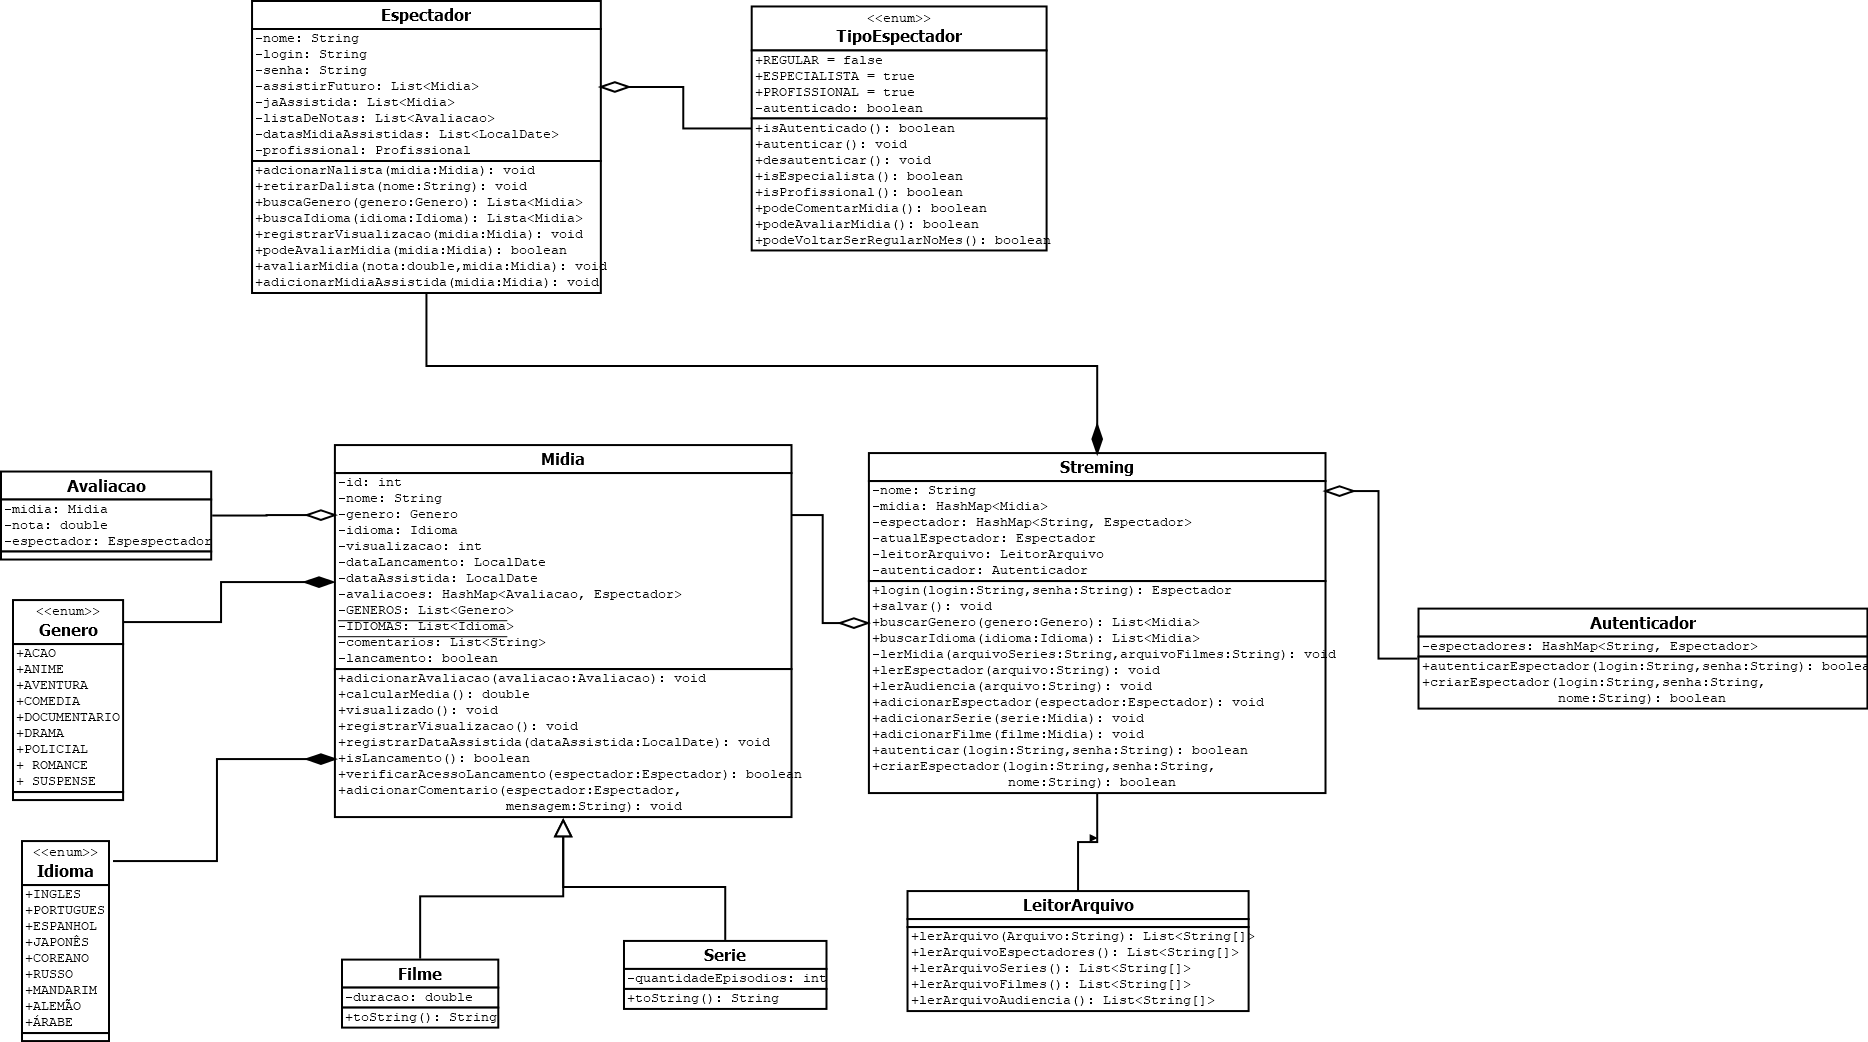 Espectador
-nome: String
-login: String
-senha: String
-assistirFuturo: List<Midia>
-jaAssistida: List<Midia>
-listaDeNotas: List<Avaliacao>
-datasMidiaAssistidas: List<LocalDate>
-profissional: Profissional
+adcionarNalista(midia:Midia): void
+retirarDalista(nome:String): void
+buscaGenero(genero:Genero): Lista<Midia>
+buscaIdioma(idioma:Idioma): Lista<Midia>
+registrarVisualizacao(midia:Midia): void
+podeAvaliarMidia(midia:Midia): boolean
+avaliarMidia(nota:double,midia:Midia): void
+adicionarMidiaAssistida(midia:Midia): void
<<enum>>
TipoEspectador
+REGULAR = false
+ESPECIALISTA = true
+PROFISSIONAL = true
-autenticado: boolean
+isAutenticado(): boolean
+autenticar(): void
+desautenticar(): void
+isEspecialista(): boolean
+isProfissional(): boolean
+podeComentarMidia(): boolean
+podeAvaliarMidia(): boolean
+podeVoltarSerRegularNoMes(): boolean
Avaliacao
-midia: Midia
-nota: double
-espectador: Espespectador
<<enum>>
Genero
+ACAO
+ANIME
+AVENTURA
+COMEDIA
+DOCUMENTARIO
+DRAMA
+POLICIAL
+ ROMANCE
+ SUSPENSE
<<enum>>
Idioma
+INGLES
+PORTUGUES
+ESPANHOL
+JAPONÊS
+COREANO
+RUSSO
+MANDARIM
+ALEMÃO
+ÁRABE
Midia
-id: int
-nome: String
-genero: Genero
-idioma: Idioma
-visualizacao: int
-dataLancamento: LocalDate
-dataAssistida: LocalDate
-avaliacoes: HashMap<Avaliacao, Espectador>
-GENEROS: List<Genero>
-IDIOMAS: List<Idioma>
-comentarios: List<String>
-lancamento: boolean
+adicionarAvaliacao(avaliacao:Avaliacao): void
+calcularMedia(): double
+visualizado(): void
+registrarVisualizacao(): void
+registrarDataAssistida(dataAssistida:LocalDate): void
+isLancamento(): boolean
+verificarAcessoLancamento(espectador:Espectador): boolean
+adicionarComentario(espectador:Espectador,
mensagem:String): void
Filme
-duracao: double
+toString(): String
Serie
-quantidadeEpisodios: int
+toString(): String
Streming
-nome: String
-midia: HashMap<Midia>
-espectador: HashMap<String, Espectador>
-atualEspectador: Espectador
-leitorArquivo: LeitorArquivo
-autenticador: Autenticador
+login(login:String,senha:String): Espectador
+salvar(): void
+buscarGenero(genero:Genero): List<Midia>
+buscarIdioma(idioma:Idioma): List<Midia>
-lerMidia(arquivoSeries:String,arquivoFilmes:String): void
+lerEspectador(arquivo:String): void
+lerAudiencia(arquivo:String): void
+adicionarEspectador(espectador:Espectador): void
+adicionarSerie(serie:Midia): void
+adicionarFilme(filme:Midia): void
+autenticar(login:String,senha:String): boolean
+criarEspectador(login:String,senha:String,
nome:String): boolean
LeitorArquivo
+lerArquivo(Arquivo:String): List<String[]>
+lerArquivoEspectadores(): List<String[]>
+lerArquivoSeries(): List<String[]>
+lerArquivoFilmes(): List<String[]>
+lerArquivoAudiencia(): List<String[]>
Autenticador
-espectadores: HashMap<String, Espectador>
+autenticarEspectador(login:String,senha:String): boolea
+criarEspectador(login:String,senha:String,
nome:String): boolean